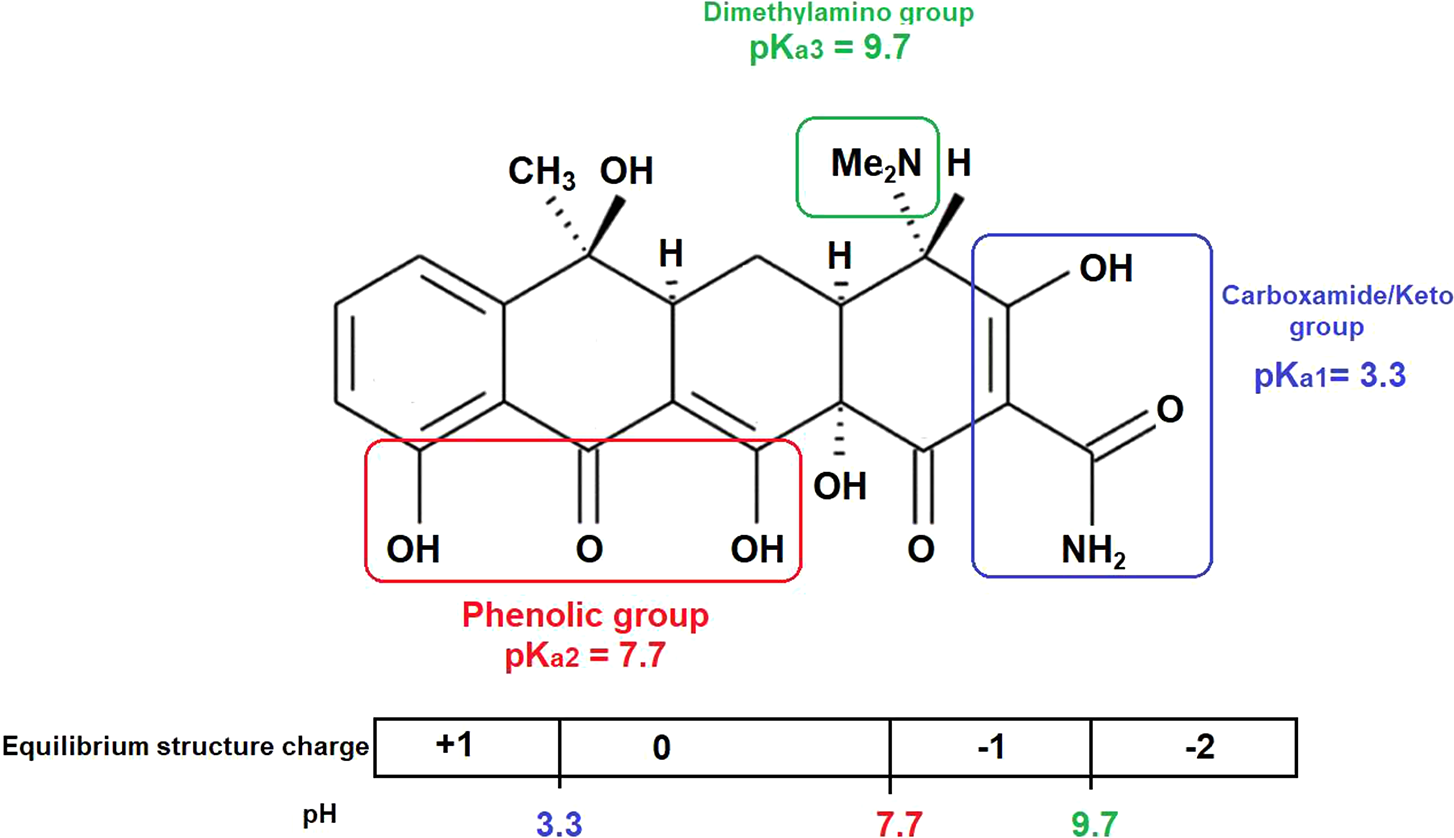 Dimethylamino group
pKa3 = 9.7
Me₂N H
CH₃ OH
H
H
OH
Carboxamide/Keto
group
pKa1= 3.3
O
OH
OH
O
OH
O
NH₂
Phenolic group
pKa2 = 7.7
Equilibrium structure charge +1 0 -1 -2
pH 3.3 7.7 9.7